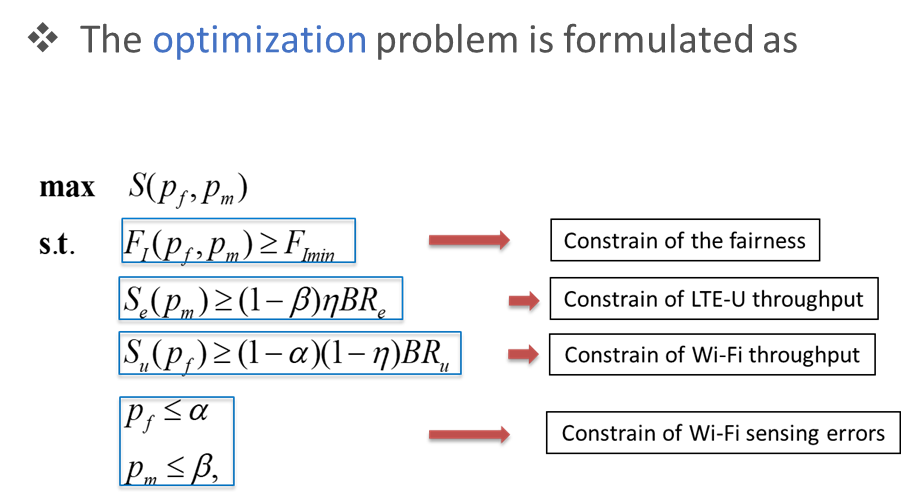 ❖ The optimization problem is formulated as
max S(p_f, p_m)
s.t. F_I(p_f, p_m) ≥ F_Imin Constrain of the fairness
S_e(p_m) ≥ (1 − β)ηBR_e Constrain of LTE-U throughput
S_u(p_f) ≥ (1 − α)(1 − η)BR_u Constrain of Wi-Fi throughput
p_f ≤ α
p_m ≤ β, Constrain of Wi-Fi sensing errors